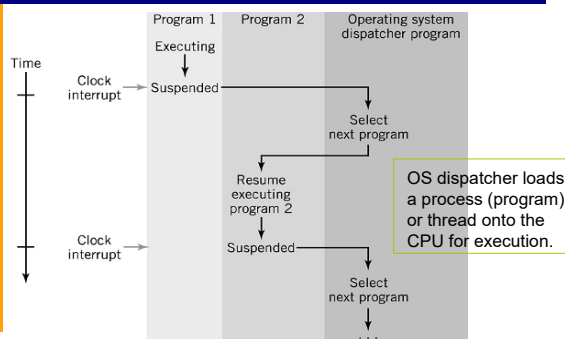 Program 1
Program 2
Operating system
dispatcher program
Executing
Time
Clock
interrupt
Suspended
Select
next program
Resume
executing
program 2
OS dispatcher loads
a process (program)
or thread onto the
CPU for execution.
Clock
interrupt
Suspended
Select
next program